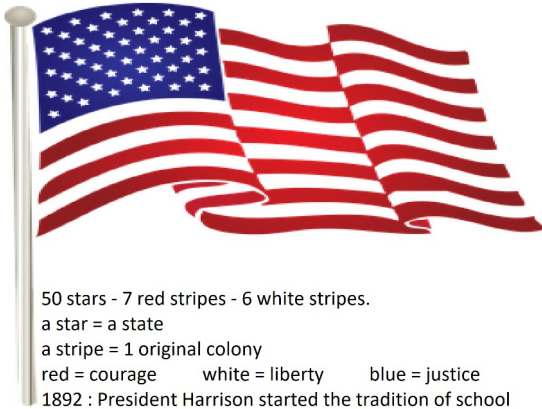 50 stars - 7 red stripes - 6 white stripes.
a star = a state
a stripe = 1 original colony
red = courage white = liberty blue = justice
1892 : President Harrison started the tradition of school